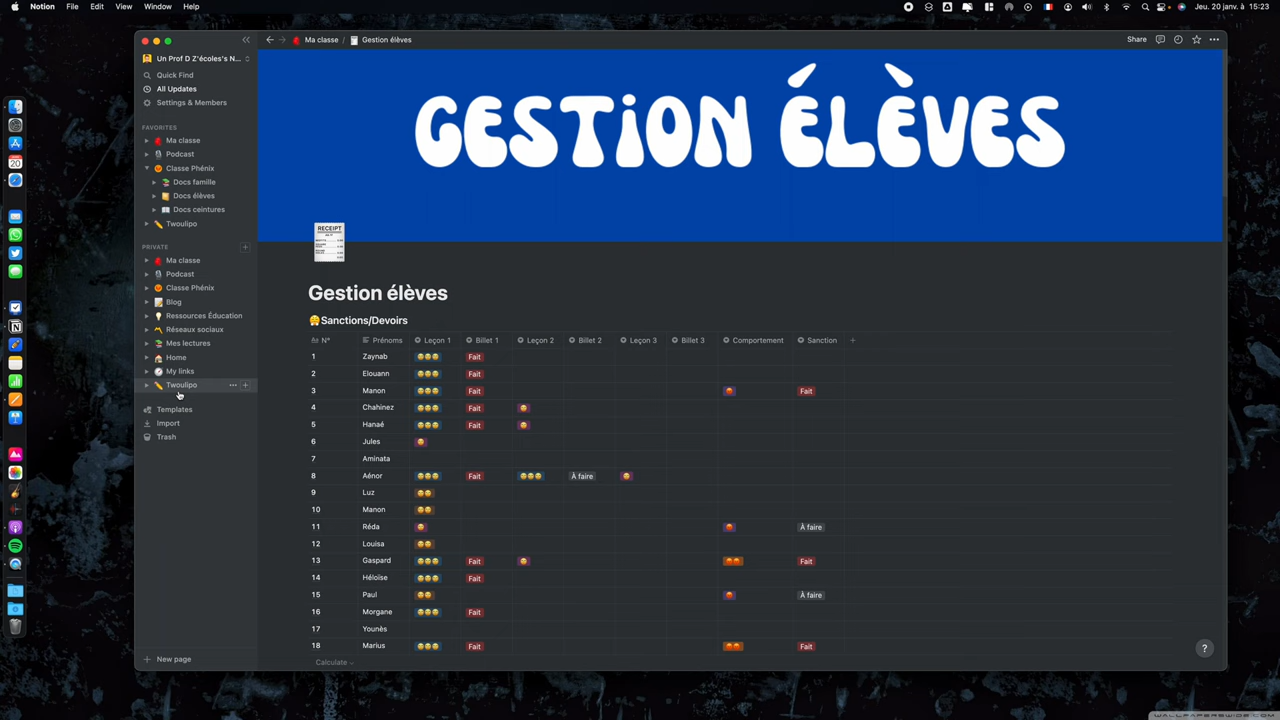 Notion File Edit View Window Help
Jeu. 20 janv. à 15:23
Un Prof D Z'écoles's N...
Ma classe / Gestion élèves
Share
Quick Find
All Updates
Settings & Members
FAVORITES
Ma classe
Podcast
Classe Phénix
Docs famille
Docs élèves
Docs ceintures
Twoulipo
PRIVATE
Ma classe
Podcast
Classe Phénix
Blog
Ressources Éducation
Réseaux sociaux
Mes lectures
Home
My links
Twoulipo
Templates
Import
Trash
New page
20
GESTiON ÉLÈVES
RECEIPT
Gestion élèves
Sanctions/Devoirs
N° Prénoms Leçon 1 Billet 1 Leçon 2 Billet 2 Leçon 3 Billet 3 Comportement Sanction
1 Zaynab Fait
2 Elouann Fait
3 Manon Fait Fait
4 Chahinez Fait
5 Hanaé Fait
6 Jules
7 Aminata
8 Aénor Fait À faire
9 Luz
10 Manon
11 Réda À faire
12 Louisa
13 Gaspard Fait Fait
14 Héloïse Fait
15 Paul À faire
16 Morgane Fait
17 Younès
18 Marius Fait Fait
Calculate
?
WALLPAPERSWIDE.COM